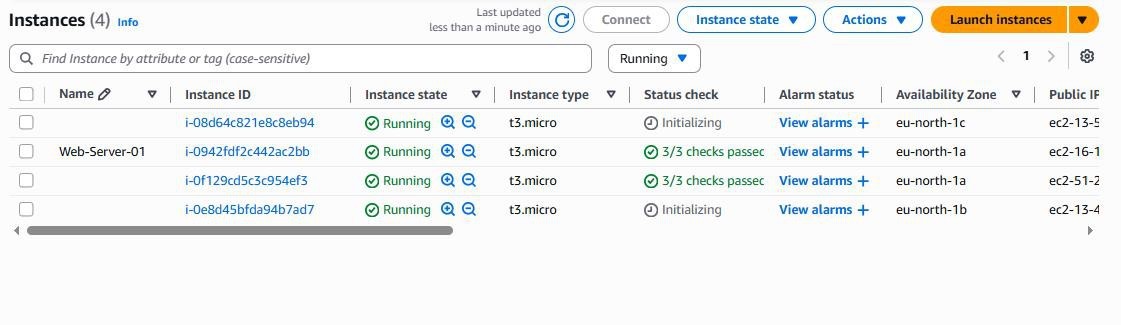 Instances (4) Info Last updated less than a minute ago Connect Instance state Actions Launch instances
Find Instance by attribute or tag (case-sensitive) Running 1
Name Instance ID Instance state Instance type Status check Alarm status Availability Zone Public IP
i-08d64c821e8c8eb94 Running t3.micro Initializing View alarms + eu-north-1c ec2-13-5
Web-Server-01 i-0942fdf2c442ac2bb Running t3.micro 3/3 checks passec View alarms + eu-north-1a ec2-16-1
i-0f129cd5c3c954ef3 Running t3.micro 3/3 checks passec View alarms + eu-north-1a ec2-51-2
i-0e8d45bfda94b7ad7 Running t3.micro Initializing View alarms + eu-north-1b ec2-13-4